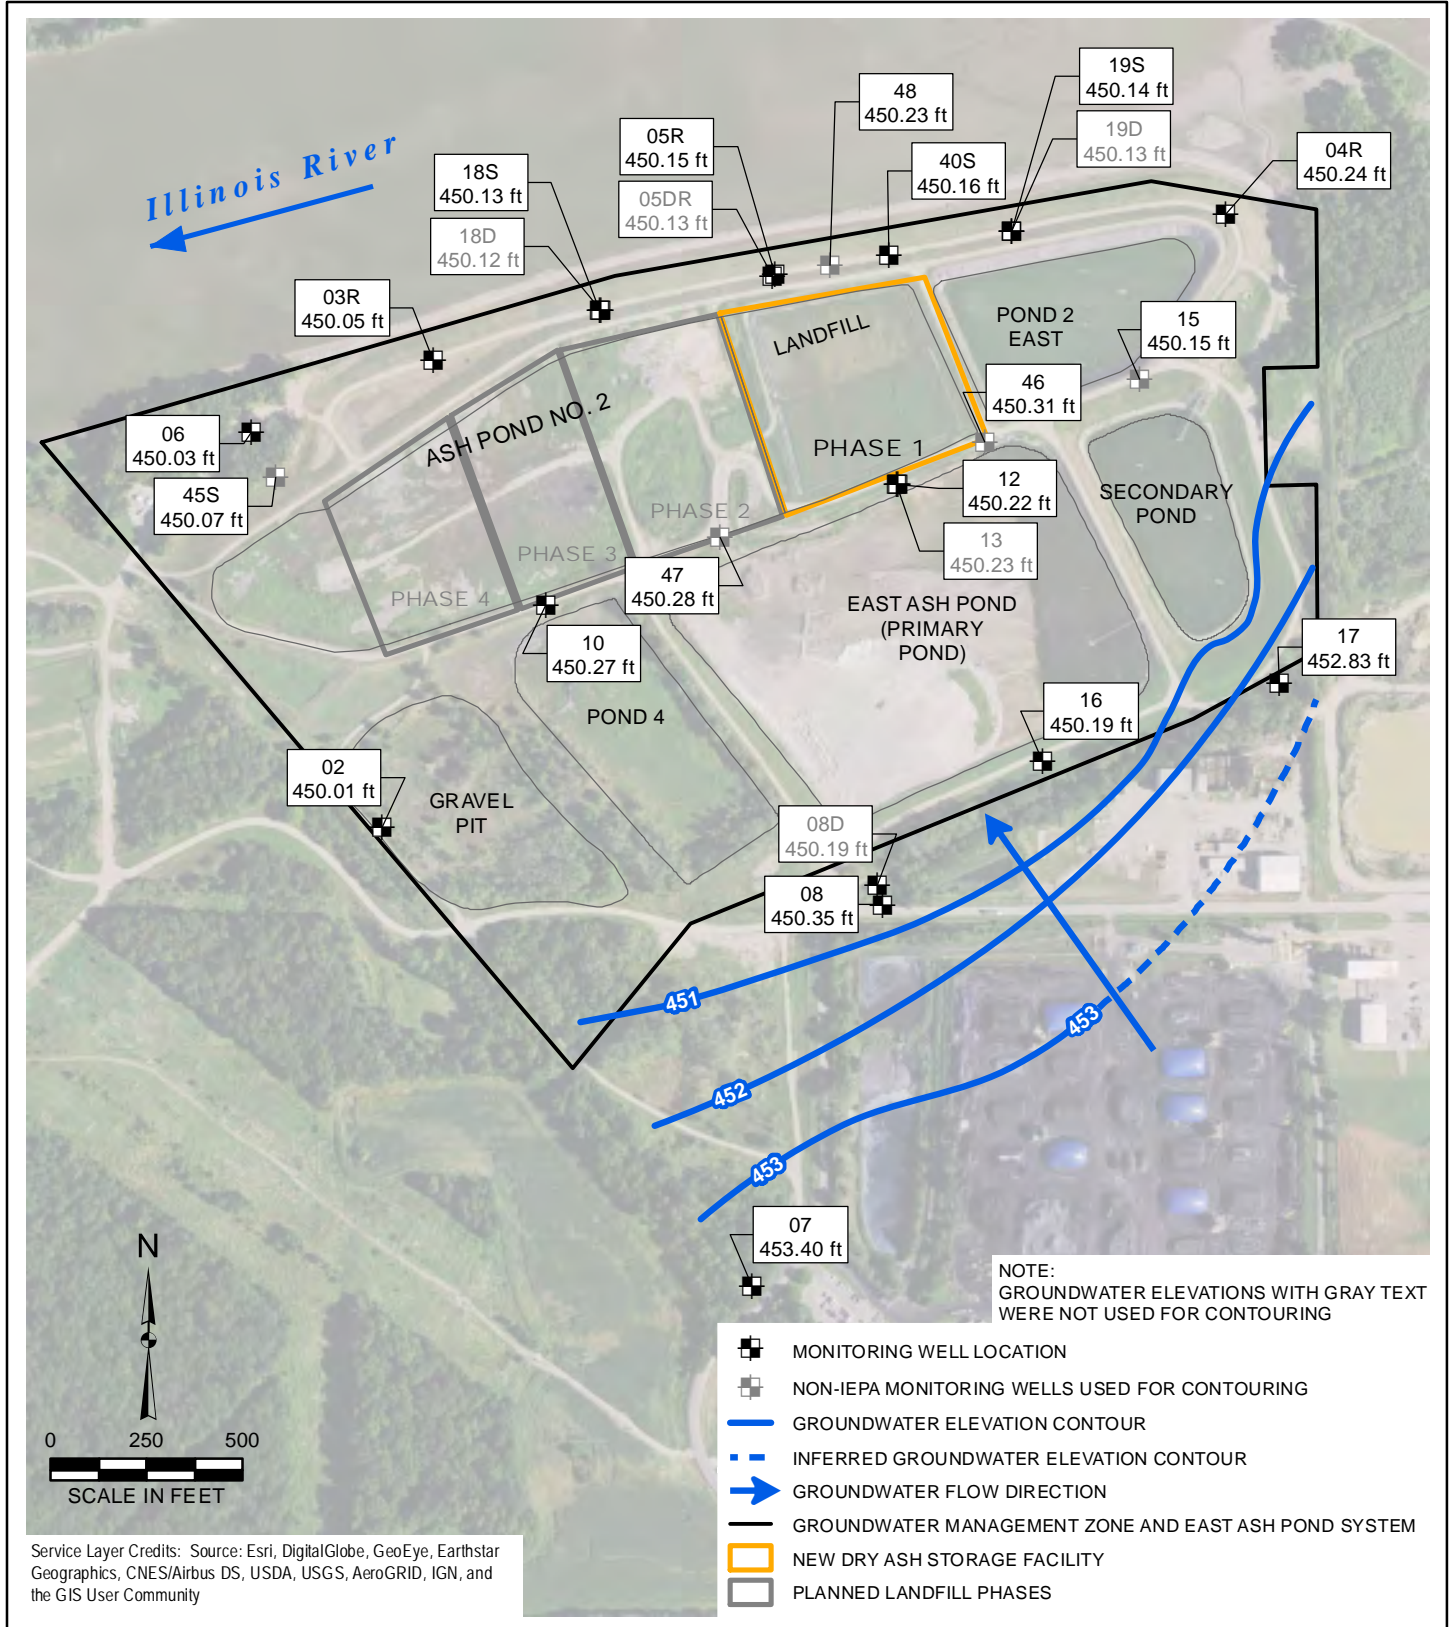 19S
450.14 ft
48
450.23 ft
19D
450.13 ft
05R
450.15 ft
40S
450.16 ft
04R
450.24 ft
Illinois River
18S
450.13 ft
05DR
450.13 ft
18D
450.12 ft
03R
450.05 ft
POND 2
EAST
15
450.15 ft
LANDFILL
46
450.31 ft
ASH POND NO. 2
06
450.03 ft
PHASE 1
45S
450.07 ft
12
450.22 ft
SECONDARY
POND
PHASE 2
13
450.23 ft
PHASE 3
47
450.28 ft
PHASE 4
EAST ASH POND
(PRIMARY
POND)
10
450.27 ft
17
452.83 ft
16
450.19 ft
POND 4
02
450.01 ft
GRAVEL
PIT
08D
450.19 ft
08
450.35 ft
451
453
452
453
07
453.40 ft
N
NOTE:
GROUNDWATER ELEVATIONS WITH GRAY TEXT
WERE NOT USED FOR CONTOURING
MONITORING WELL LOCATION
NON-IEPA MONITORING WELLS USED FOR CONTOURING
GROUNDWATER ELEVATION CONTOUR
INFERRED GROUNDWATER ELEVATION CONTOUR
GROUNDWATER FLOW DIRECTION
GROUNDWATER MANAGEMENT ZONE AND EAST ASH POND SYSTEM
NEW DRY ASH STORAGE FACILITY
PLANNED LANDFILL PHASES
0 250 500
SCALE IN FEET
Service Layer Credits: Source: Esri, DigitalGlobe, GeoEye, Earthstar
Geographics, CNES/Airbus DS, USDA, USGS, AeroGRID, IGN, and
the GIS User Community